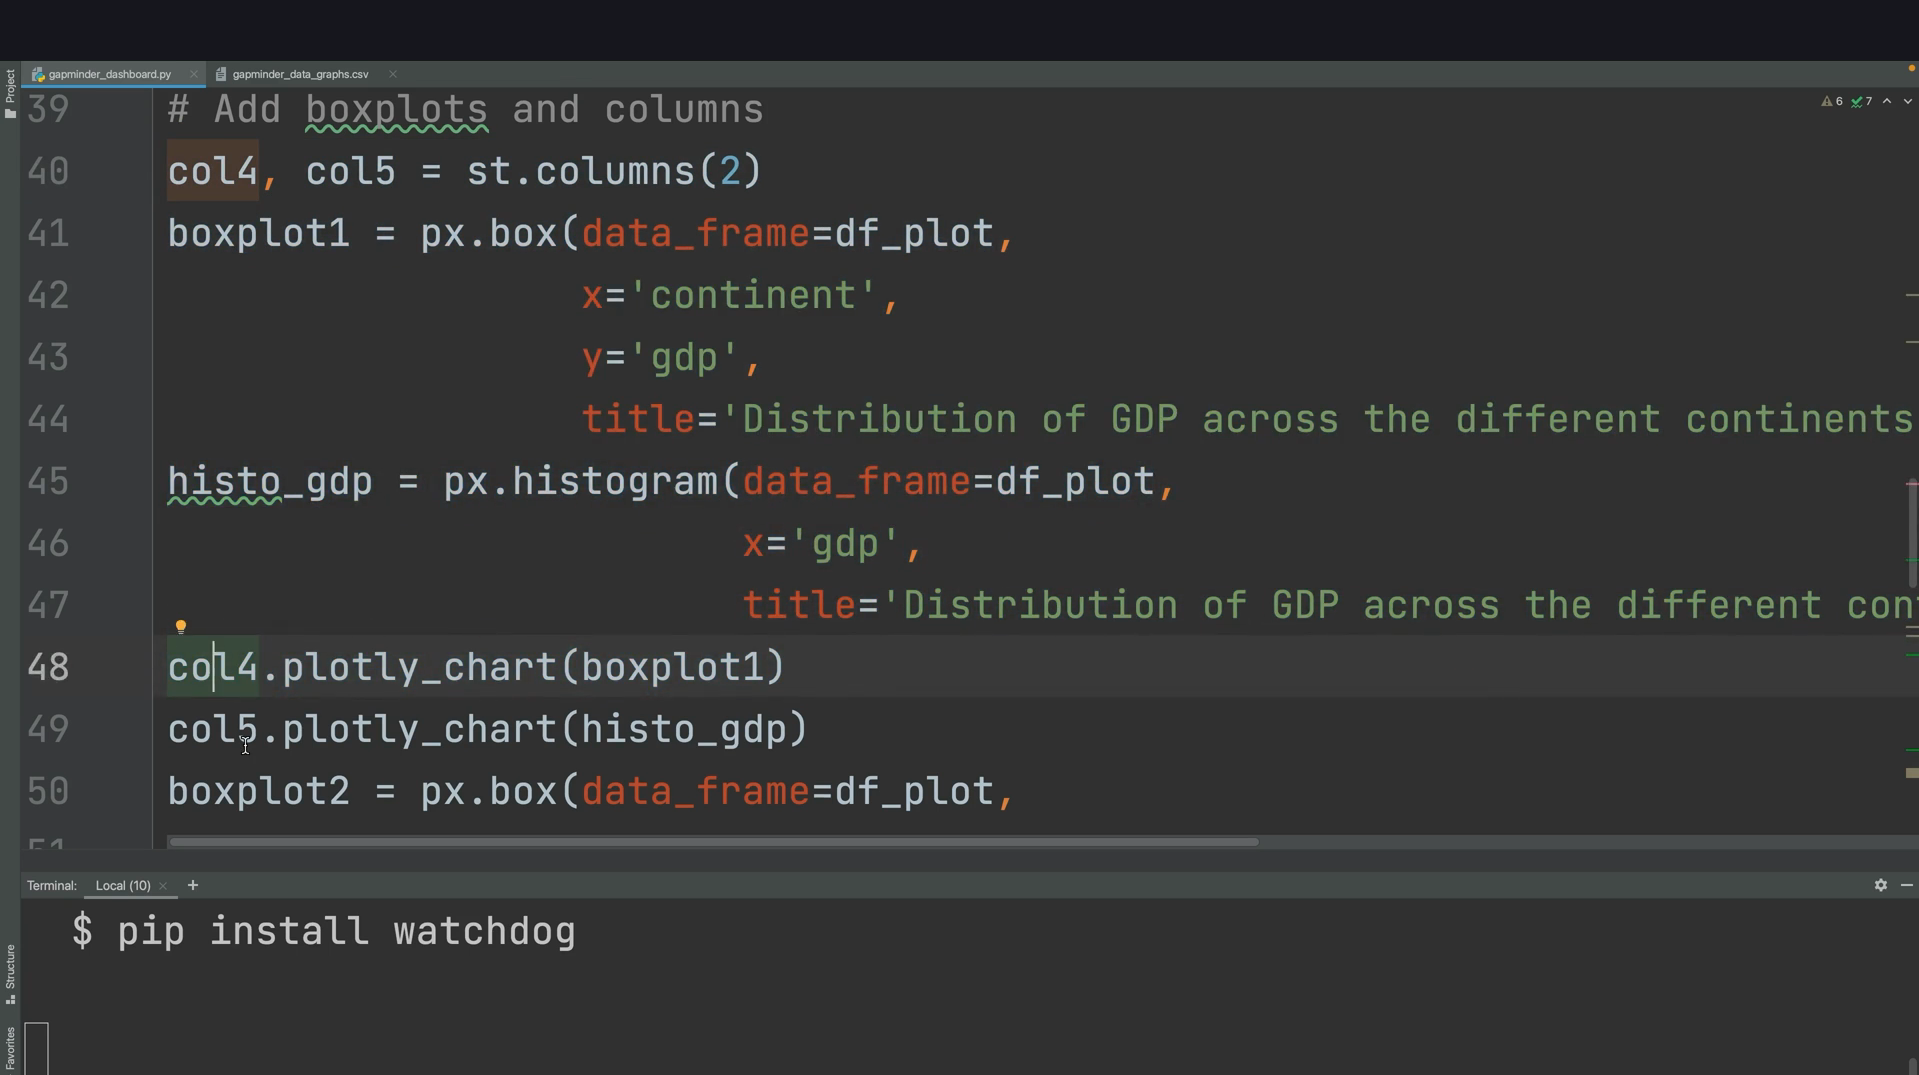 Project
gapminder_dashboard.py
gapminder_data_graphs.csv
6 7
39 # Add boxplots and columns
40 col4, col5 = st.columns(2)
41 boxplot1 = px.box(data_frame=df_plot,
42 x='continent',
43 y='gdp',
44 title='Distribution of GDP across the different continents
45 histo_gdp = px.histogram(data_frame=df_plot,
46 x='gdp',
47 title='Distribution of GDP across the different con
48 col4.plotly_chart(boxplot1)
49 col5.plotly_chart(histo_gdp)
50 boxplot2 = px.box(data_frame=df_plot,
51
Terminal: Local (10) +
$ pip install watchdog
Structure
Favorites